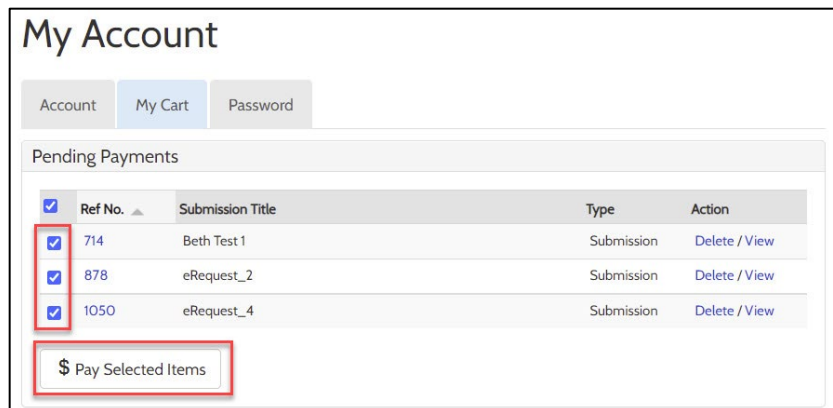 My Account
Account My Cart Password
Pending Payments
Ref No. Submission Title Type Action
714 Beth Test 1 Submission Delete / View
878 eRequest_2 Submission Delete / View
1050 eRequest_4 Submission Delete / View
$ Pay Selected Items